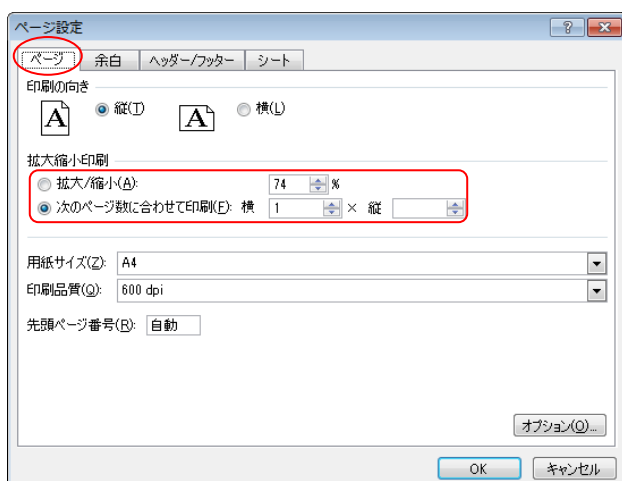 ページ設定
ページ 余白 ヘッダー/フッター シート
印刷の向き
A 縦(T) A 横(L)
拡大縮小印刷
拡大/縮小(A): 74 %
次のページ数に合わせて印刷(F): 横 1 × 縦
用紙サイズ(Z): A4
印刷品質(Q): 600 dpi
先頭ページ番号(R): 自動
オプション(O)...
OK キャンセル